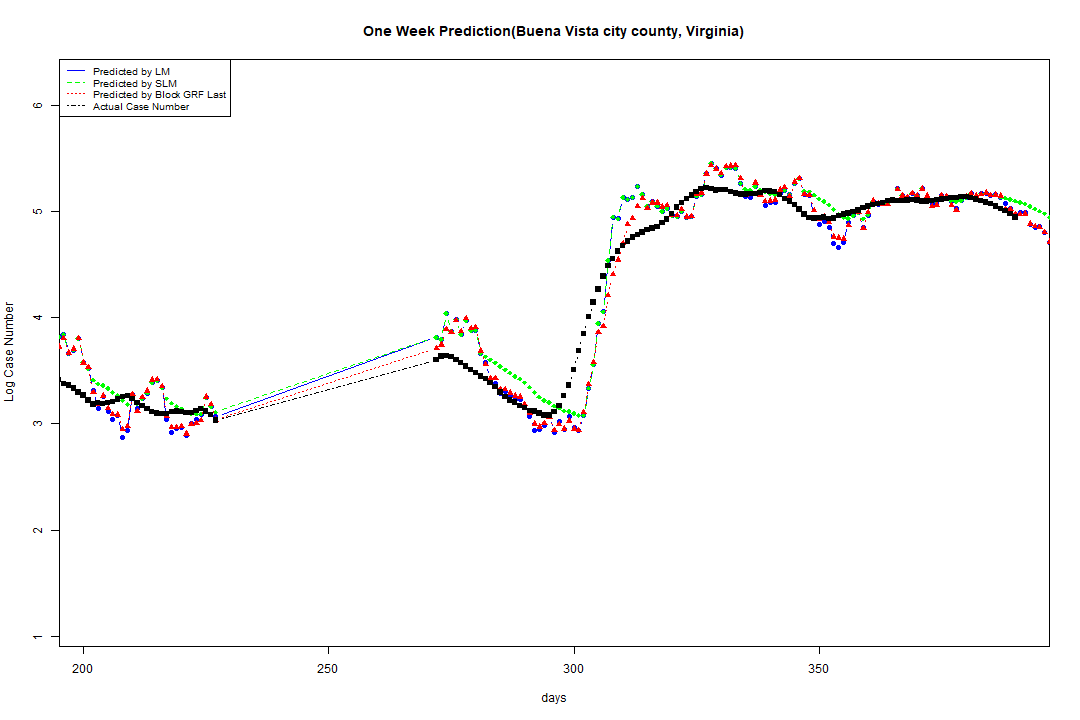 One Week Prediction(Buena Vista city county, Virginia)
Predicted by LM
Predicted by SLM
Predicted by Block GRF Last
Actual Case Number
6
5
4
3
2
1
Log Case Number
200 250 300 350
days